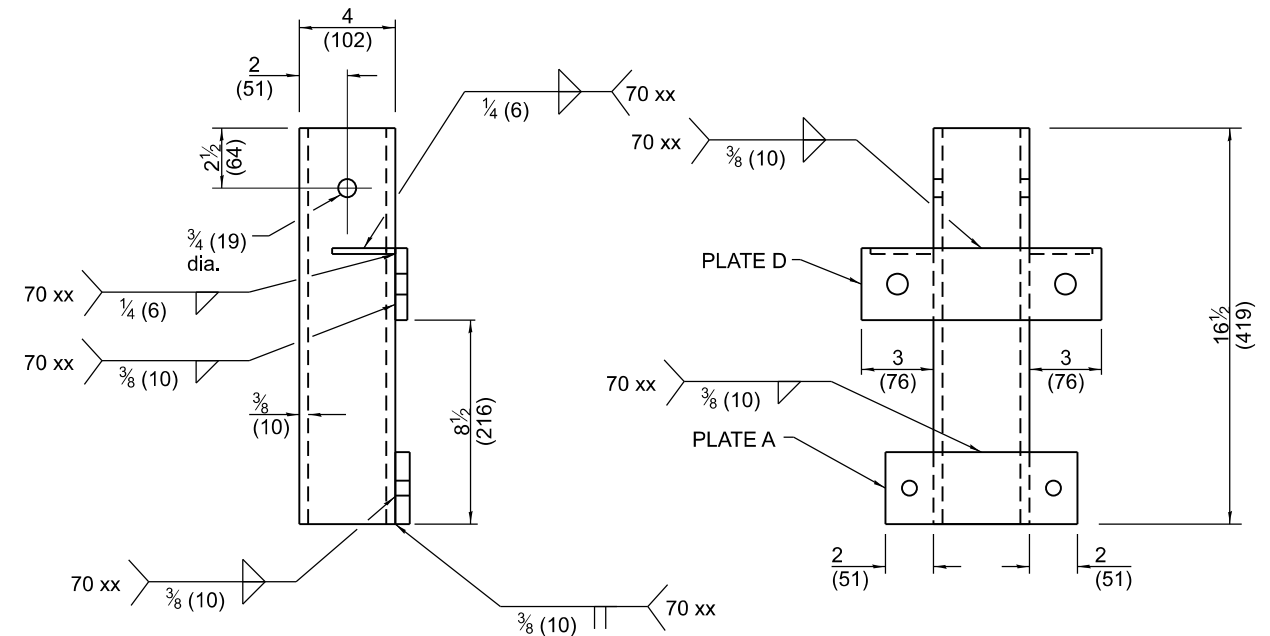 4
(102)
2
(51)
2½
(64)
¾ (19)
dia.
¼ (6)
70 xx
70 xx
¼ (6)
70 xx
⅜ (10)
⅜
(10)
8½
(216)
70 xx
⅜ (10)
⅜ (10)
70 xx
70 xx
⅜ (10)
PLATE D
3
(76)
3
(76)
16½
(419)
70 xx
⅜ (10)
PLATE A
2
(51)
2
(51)